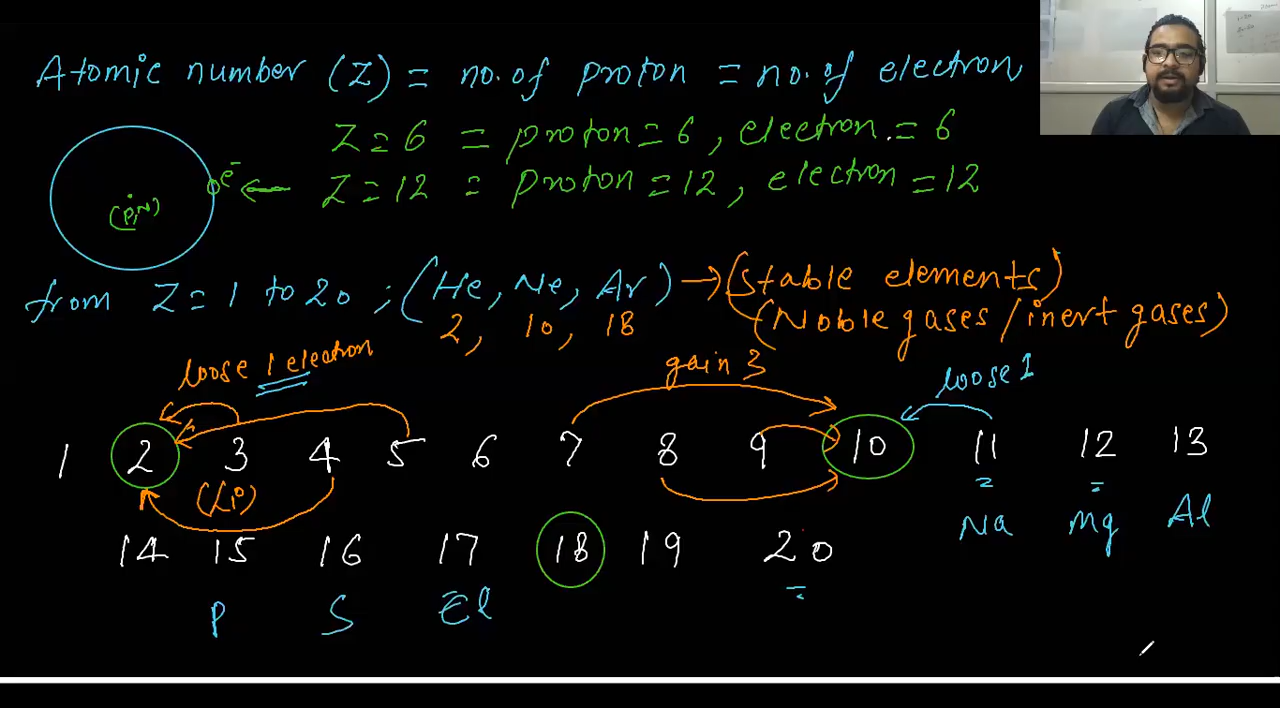 Atomic number (Z) = no. of proton = no. of electron
Z = 6 = proton = 6, electron = 6
e⁻ ← Z = 12 = proton = 12, electron = 12
(P,N)
from Z = 1 to 20 ; (He, Ne, Ar) → (stable elements)
2, 10, 18 (Noble gases / inert gases)
loose 1 electron gain 3 loose 1
1 2 3 4 5 6 7 8 9 10 11 12 13
(Li)
Na Mg Al
14 15 16 17 18 19 20
P S Cl